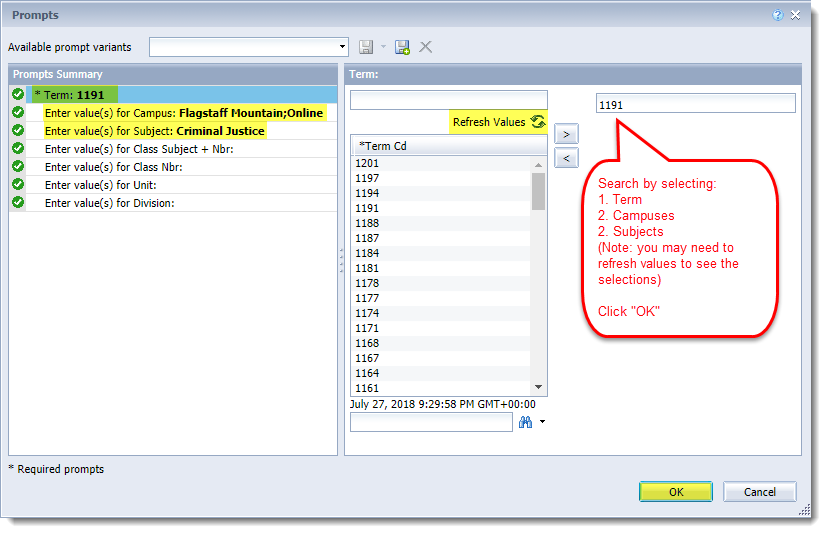 Prompts
Available prompt variants
Prompts Summary
* Term: 1191
Enter value(s) for Campus: Flagstaff Mountain;Online
Enter value(s) for Subject: Criminal Justice
Enter value(s) for Class Subject + Nbr:
Enter value(s) for Class Nbr:
Enter value(s) for Unit:
Enter value(s) for Division:
Term:
Refresh Values
*Term Cd
1201
1197
1194
1191
1188
1187
1184
1181
1178
1177
1174
1171
1168
1167
1164
1161
July 27, 2018 9:29:58 PM GMT+00:00
>
<
1191
Search by selecting:
1. Term
2. Campuses
2. Subjects
(Note: you may need to
refresh values to see the
selections)
Click "OK"
* Required prompts
OK
Cancel